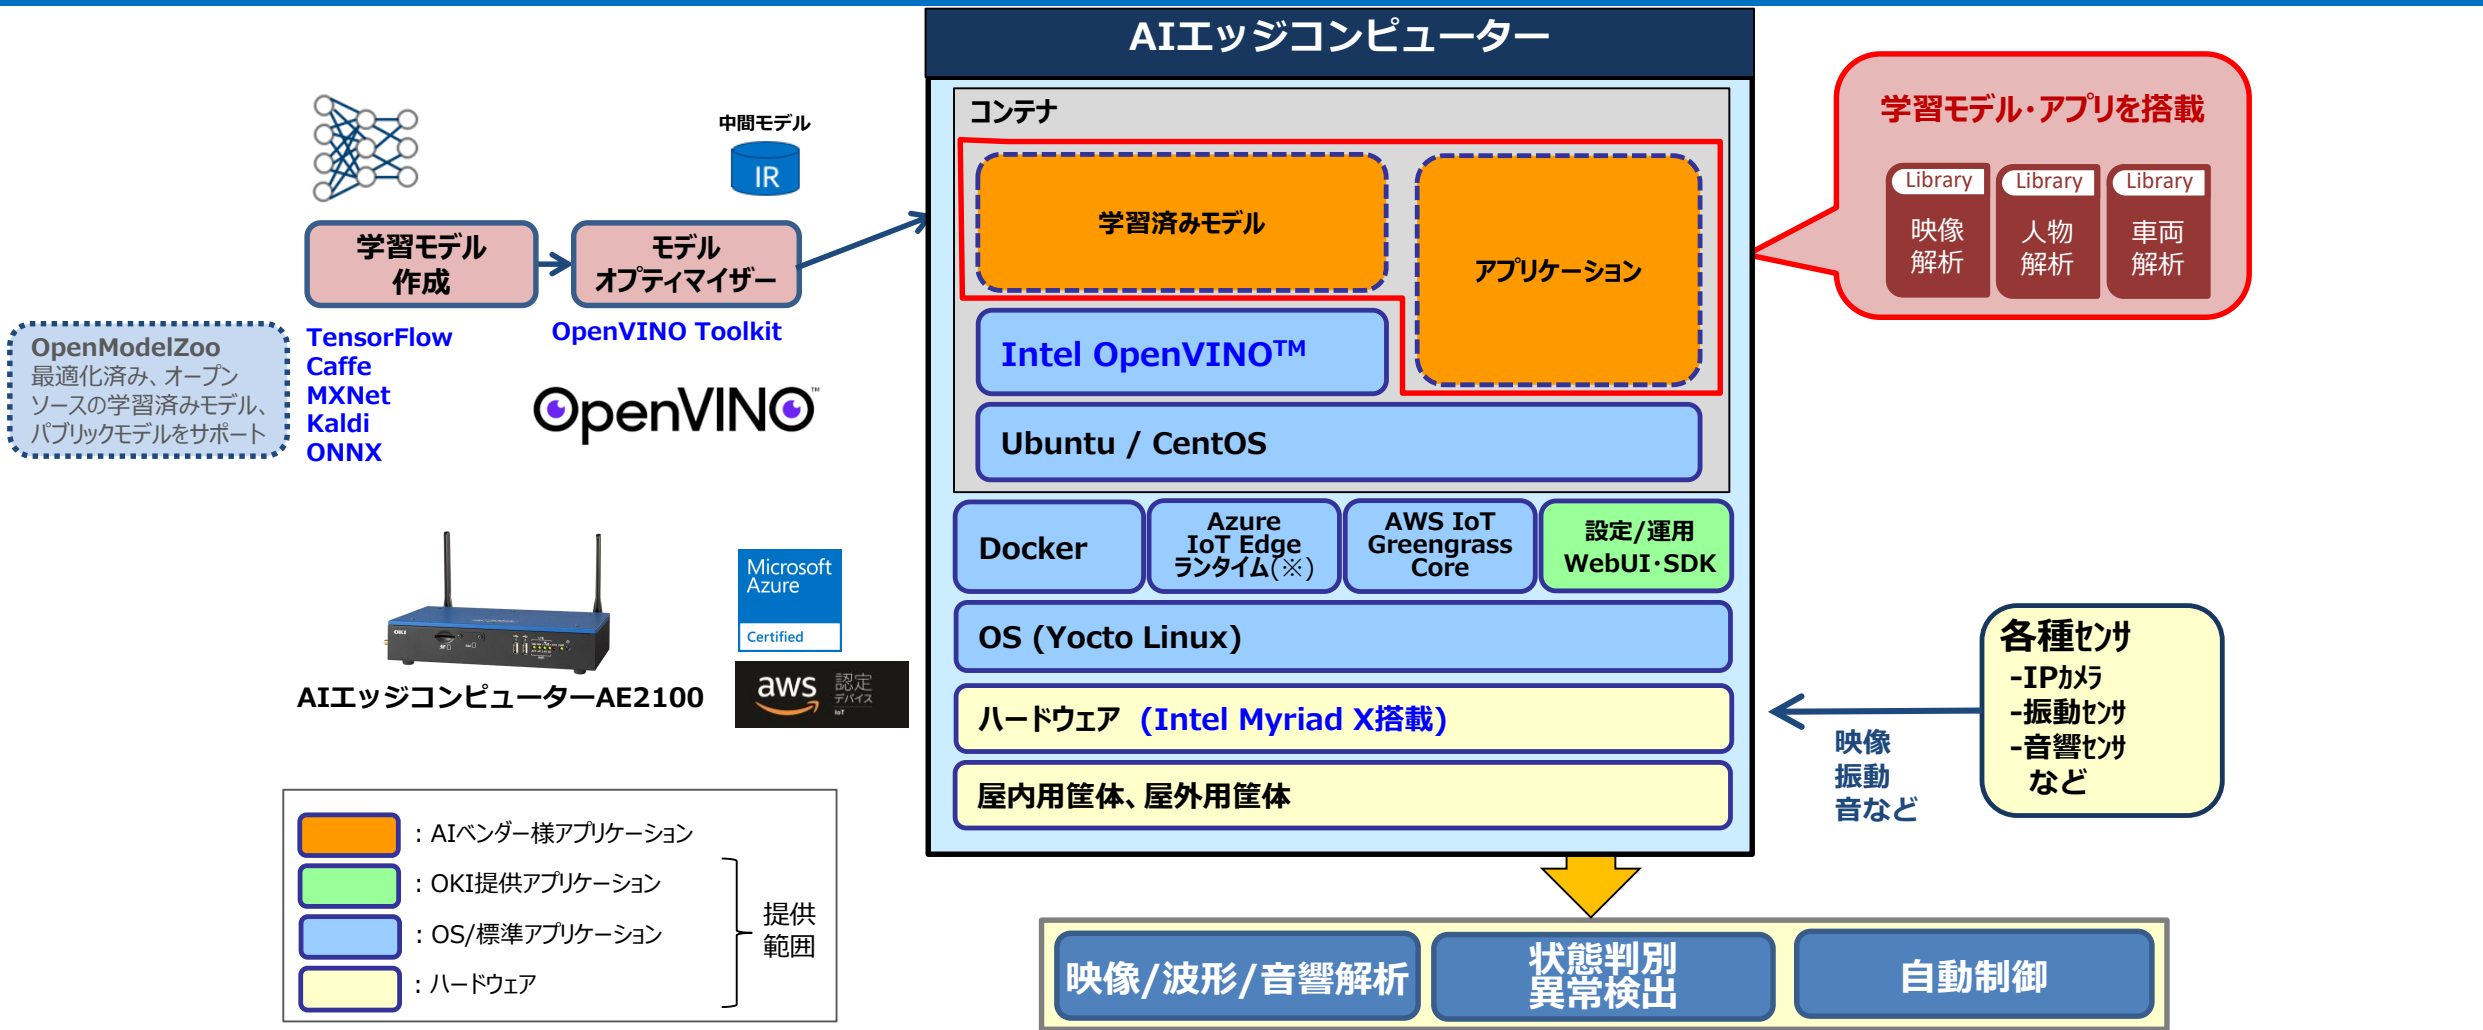 AIエッジコンピューター
コンテナ
学習済みモデル
アプリケーション
Intel OpenVINO™
Ubuntu / CentOS
Docker
Azure
IoT Edge
ランタイム(※)
AWS IoT
Greengrass
Core
設定/運用
WebUI・SDK
OS (Yocto Linux)
ハードウェア (Intel Myriad X搭載)
屋内用筐体、屋外用筐体
中間モデル
IR
学習モデル
作成
モデル
オプティマイザー
OpenModelZoo
最適化済み、オープン
ソースの学習済みモデル、
パブリックモデルをサポート
TensorFlow
Caffe
MXNet
Kaldi
ONNX
OpenVINO Toolkit
OpenVINO™
OKI
AIエッジコンピューターAE2100
Microsoft
Azure
Certified
aws 認定
デバイス
IoT
：AIベンダー様アプリケーション
：OKI提供アプリケーション
：OS/標準アプリケーション
：ハードウェア
提供
範囲
学習モデル・アプリを搭載
Library
映像
解析
Library
人物
解析
Library
車両
解析
各種センサ
-IPカメラ
-振動センサ
-音響センサ
など
映像
振動
音など
映像/波形/音響解析
状態判別
異常検出
自動制御